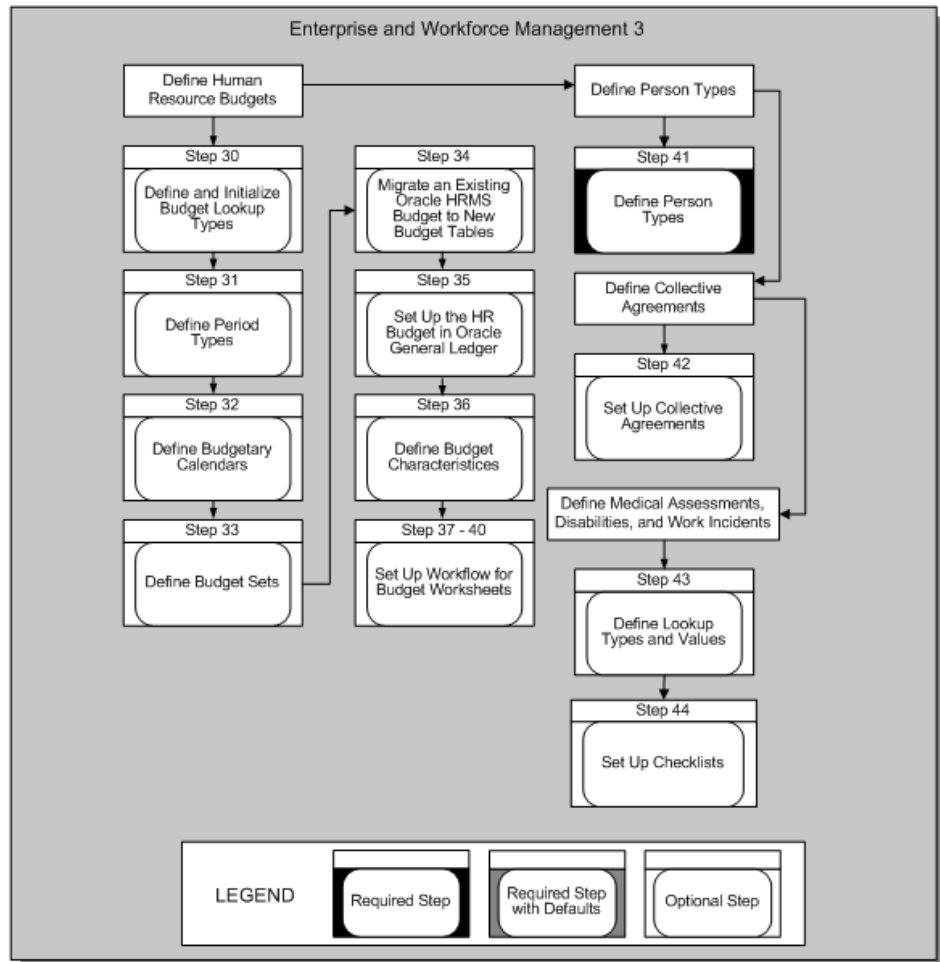 Enterprise and Workforce Management 3
Define Human
Resource Budgets
Define Person Types
Step 30
Define and Initialize
Budget Lookup
Types
Step 31
Define Period
Types
Step 32
Define Budgetary
Calendars
Step 33
Define Budget Sets
Step 34
Migrate an Existing
Oracle HRMS
Budget to New
Budget Tables
Step 35
Set Up the HR
Budget in Oracle
General Ledger
Step 36
Define Budget
Characteristices
Step 37 - 40
Set Up Workflow for
Budget Worksheets
Step 41
Define Person
Types
Define Collective
Agreements
Step 42
Set Up Collective
Agreements
Define Medical Assessments,
Disabilities, and Work Incidents
Step 43
Define Lookup
Types and Values
Step 44
Set Up Checklists
LEGEND
Required Step
Required Step
with Defaults
Optional Step